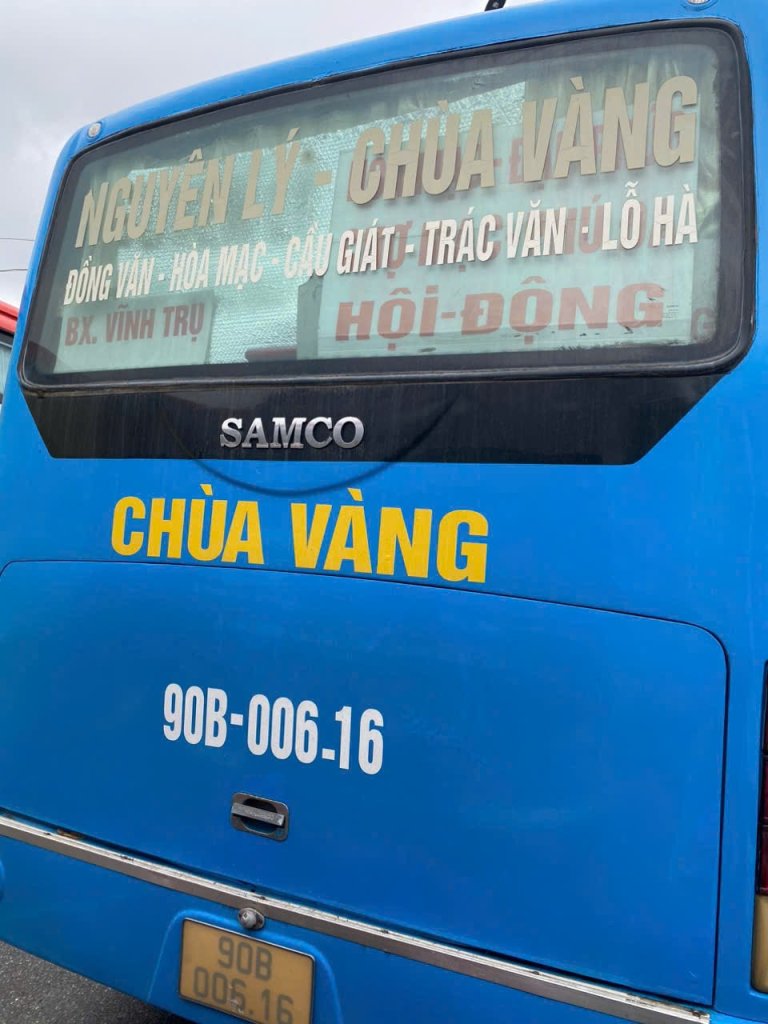 NGUYÊN LÝ - CHÙA VÀNG
ĐỒNG VĂN - HÒA MẠC - CẦU GIÁT - TRÁC VĂN - LỖ HÀ
BX. VĨNH TRỤ
HỘI-ĐỘNG
SAMCO
CHÙA VÀNG
90B-006.16
90B
006.16